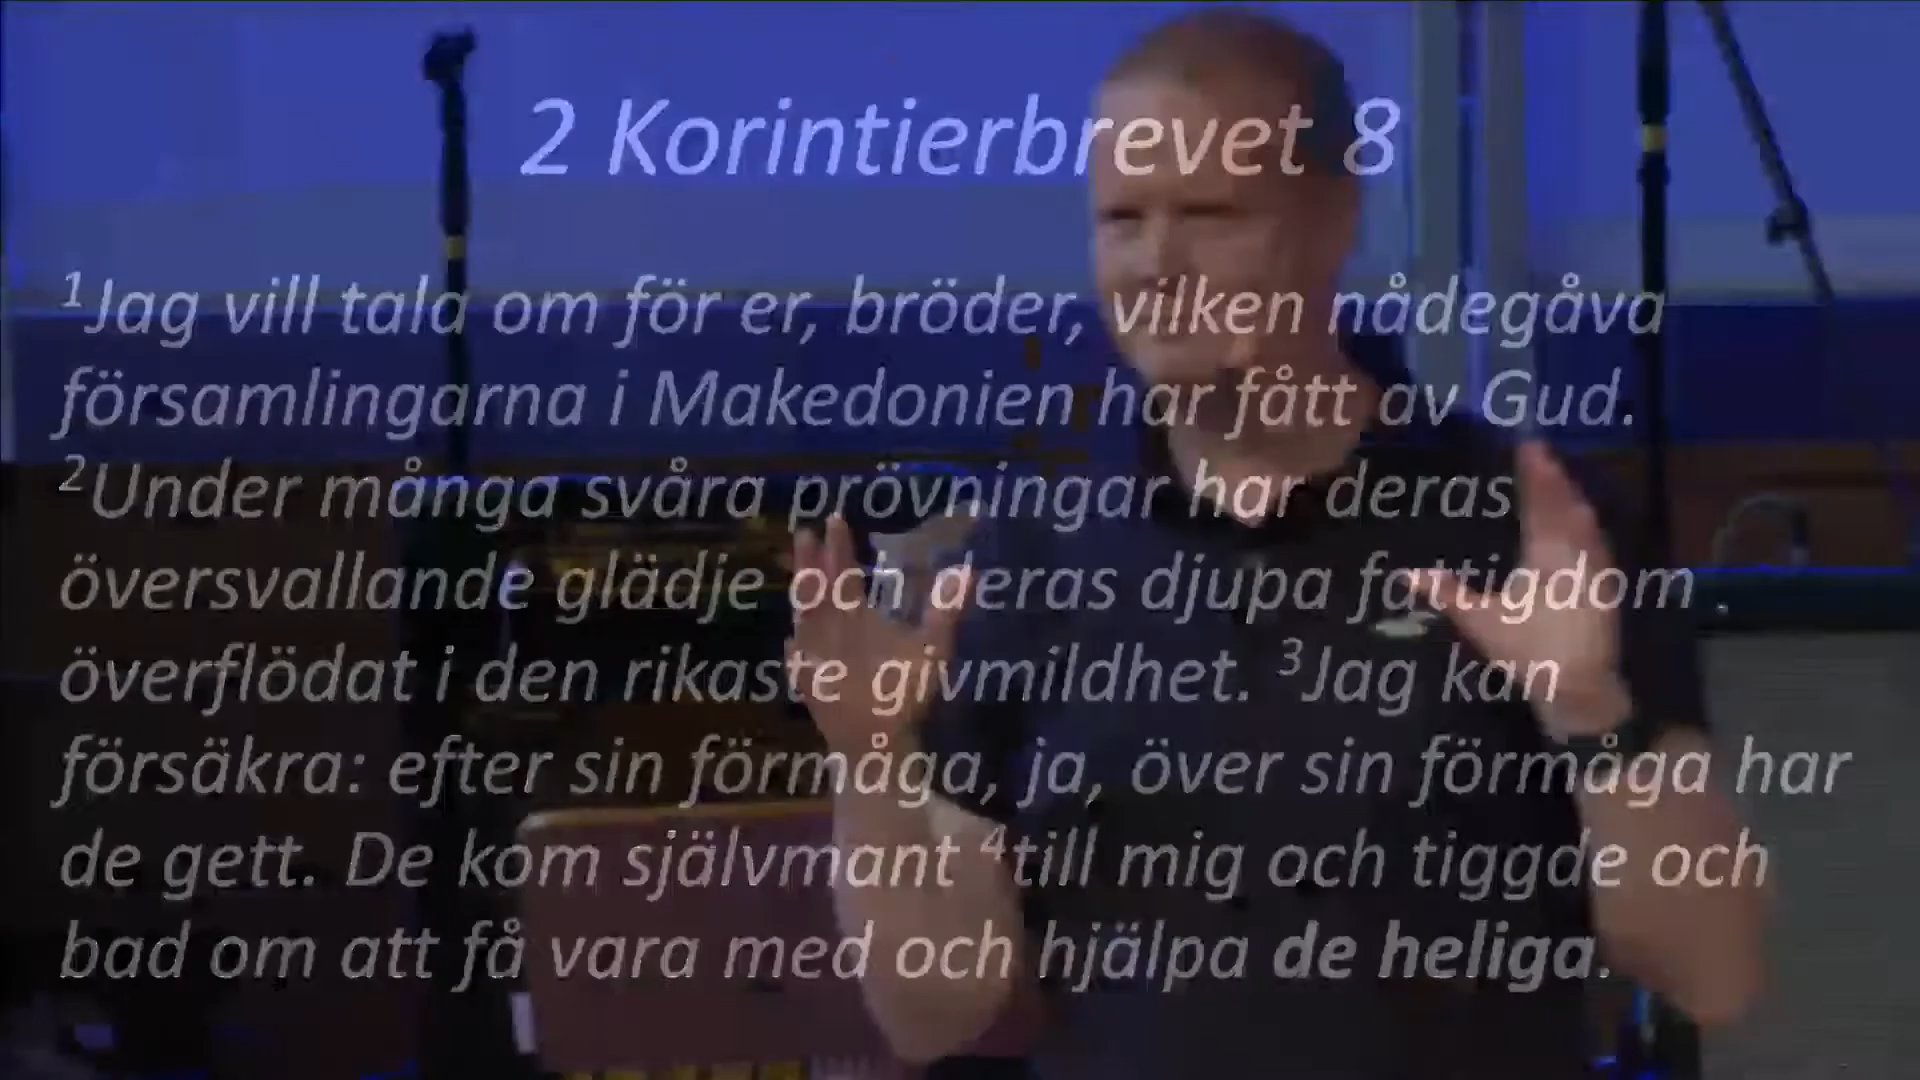 2 Korintierbrevet 8
¹Jag vill tala om för er, bröder, vilken nådegåva
församlingarna i Makedonien har fått av Gud.
²Under många svåra prövningar har deras
översvallande glädje och deras djupa fattigdom
överflödat i den rikaste givmildhet. ³Jag kan
försäkra: efter sin förmåga, ja, över sin förmåga har
de gett. De kom självmant ⁴till mig och tiggde och
bad om att få vara med och hjälpa de heliga.